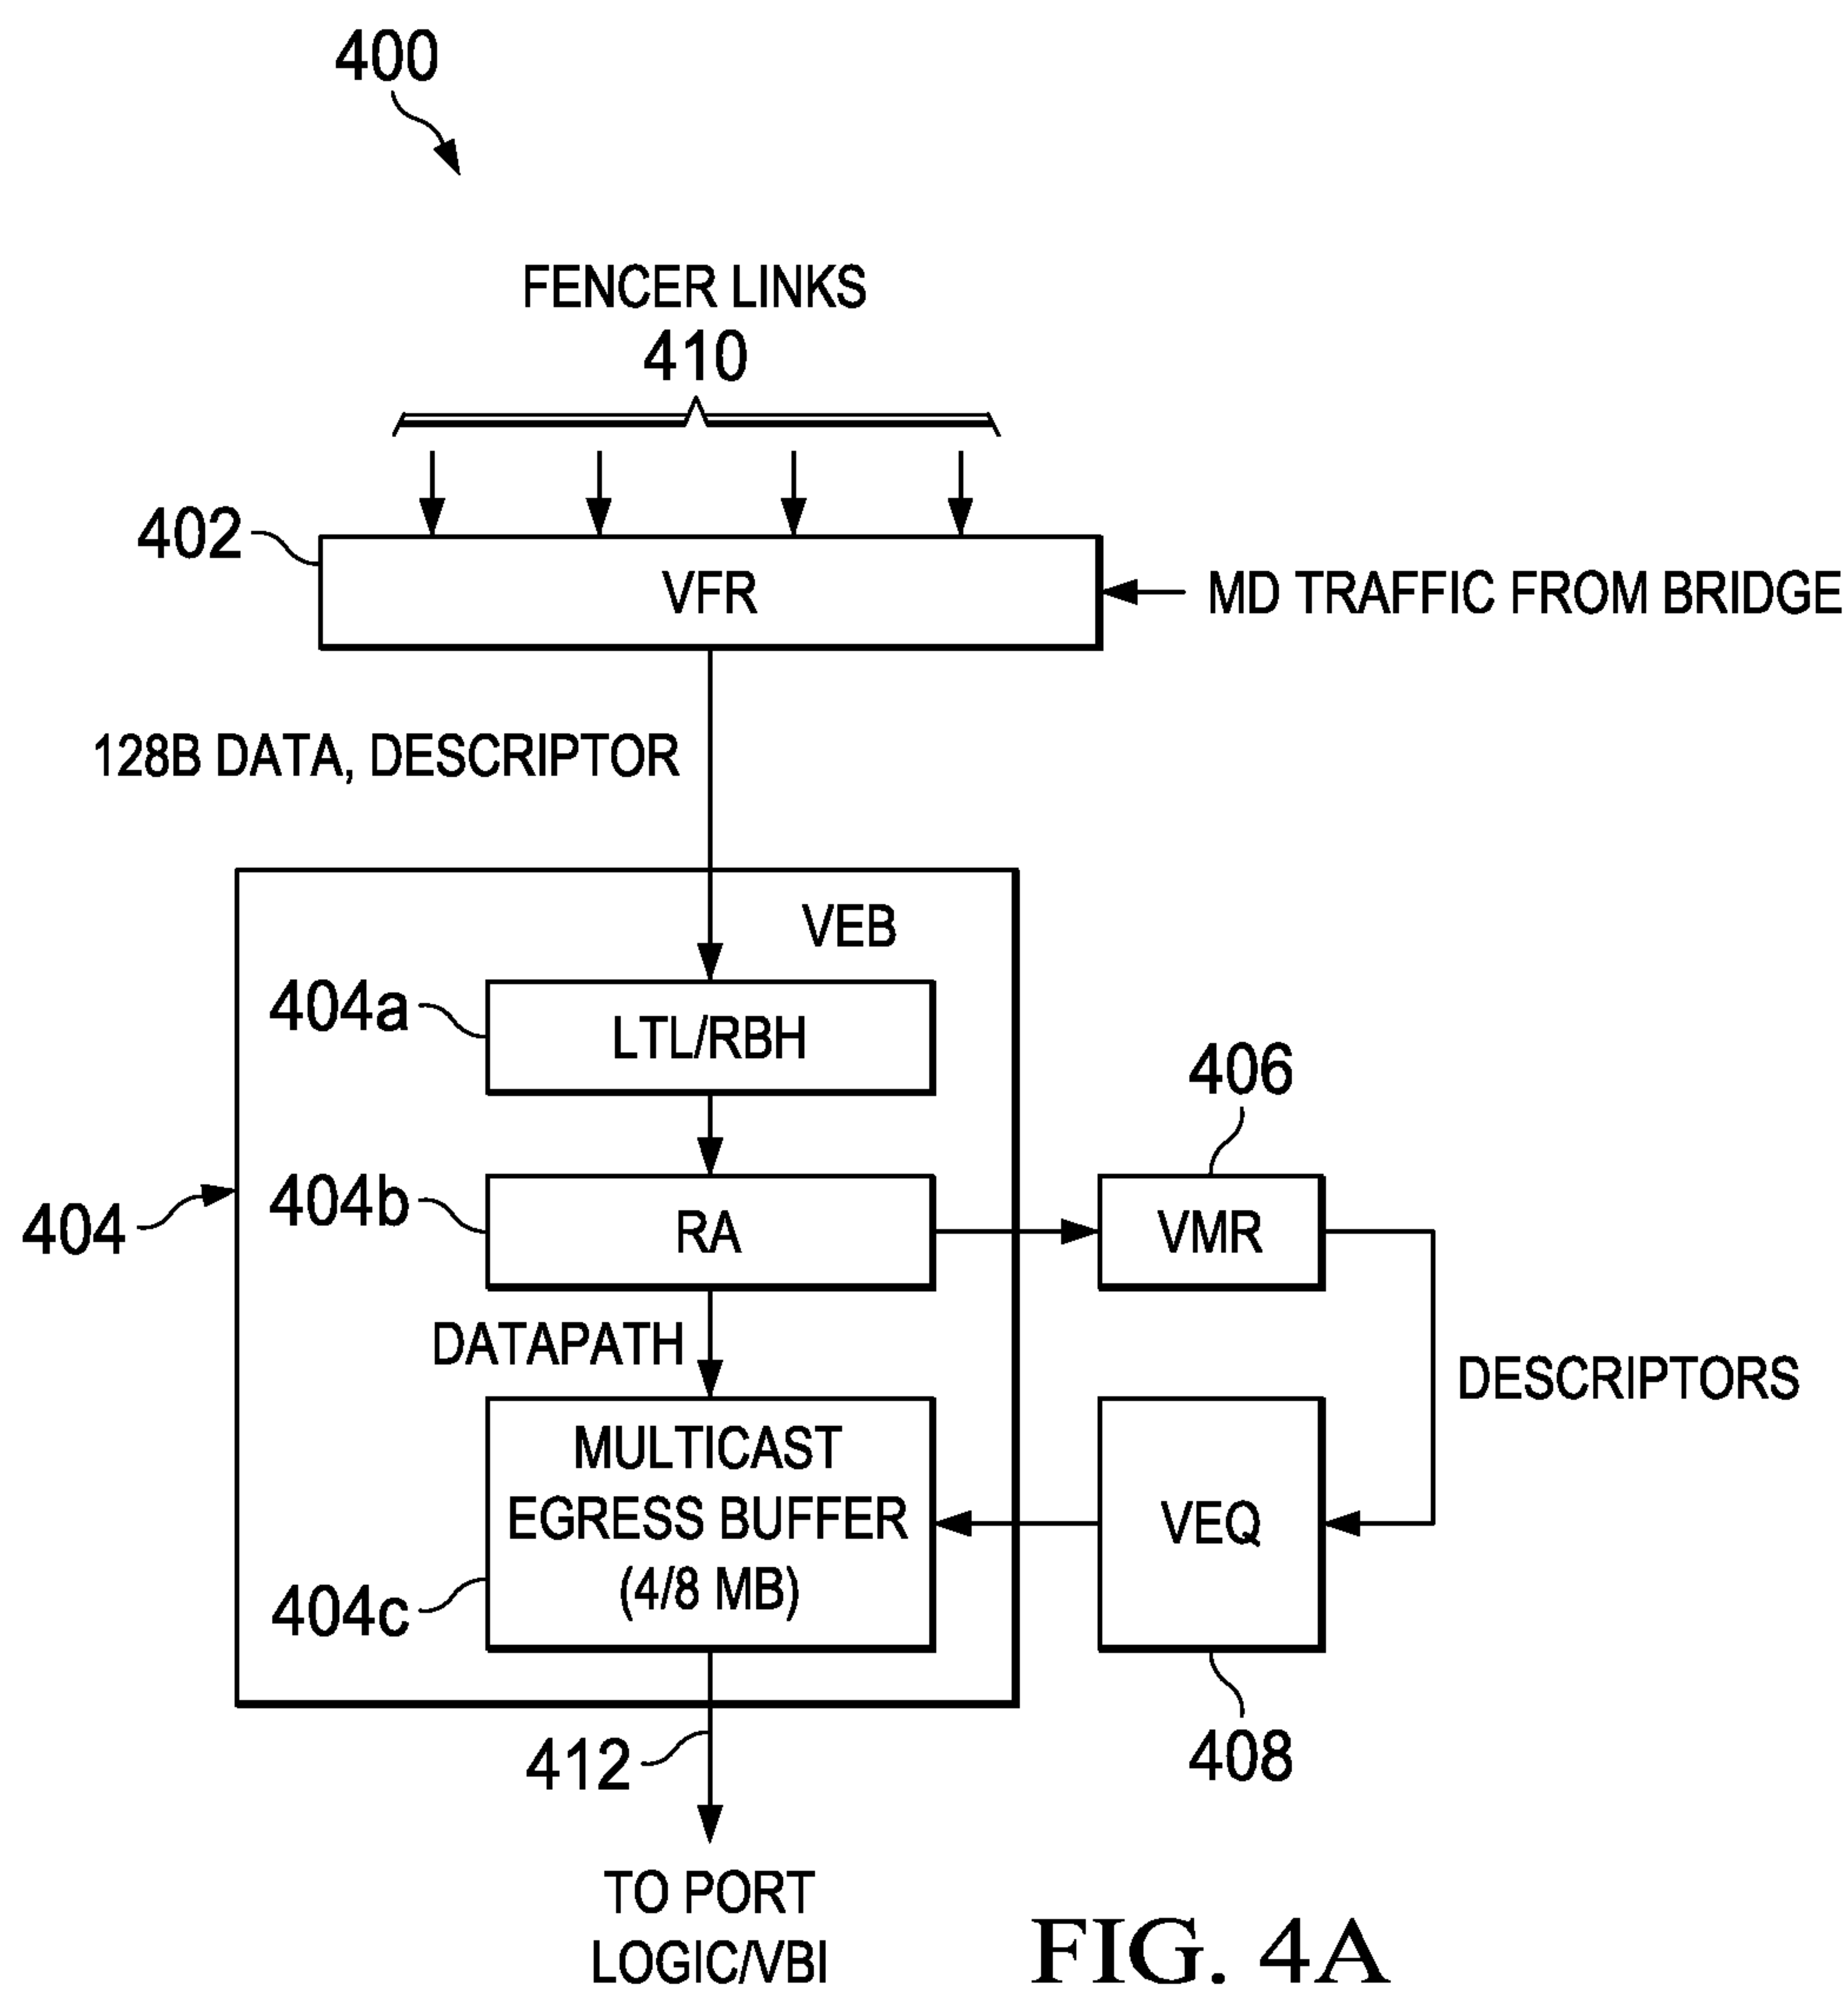 400
FENCER LINKS
410
402
VFR
MD TRAFFIC FROM BRIDGE
128B DATA, DESCRIPTOR
VEB
404a
LTL/RBH
406
404b
RA
VMR
404
DATAPATH
DESCRIPTORS
MULTICAST
EGRESS BUFFER
(4/8 MB)
VEQ
404c
412
408
TO PORT
LOGIC/VBI
FIG. 4A